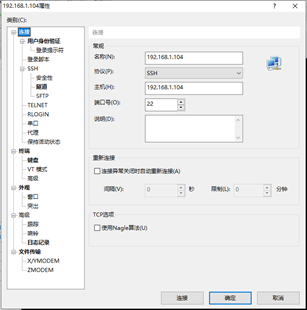 192.168.1.104属性
类别(C):
连接
用户身份验证
登录提示符
登录脚本
SSH
安全性
隧道
SFTP
TELNET
RLOGIN
串口
代理
保持活动状态
终端
键盘
VT 模式
高级
外观
窗口
突出
高级
跟踪
响铃
日志记录
文件传输
X/YMODEM
ZMODEM
连接
常规
名称(N): 192.168.1.104
协议(P): SSH
主机(H): 192.168.1.104
端口号(O): 22
说明(D):
重新连接
连接异常关闭时自动重新连接(A)
间隔(V): 0 秒 限制(L): 0 分钟
TCP选项
使用Nagle算法(U)
连接 确定 取消